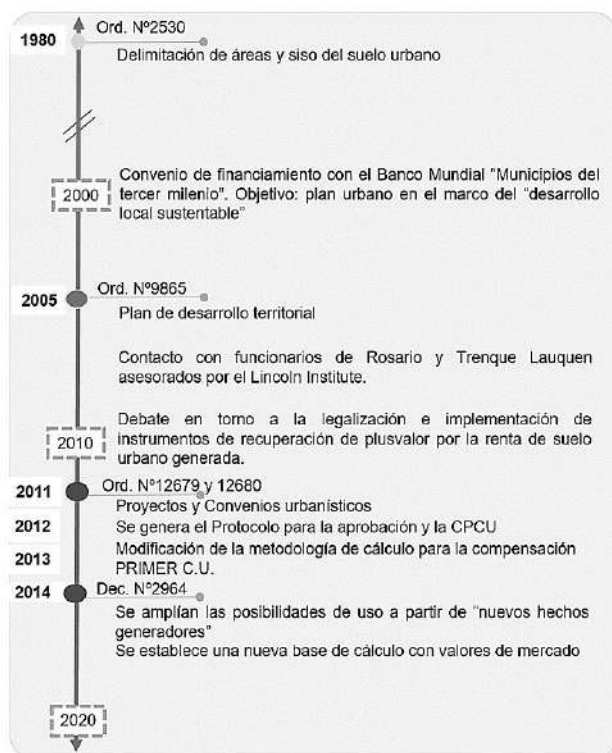 Ord. Nº2530
1980
Delimitación de áreas y siso del suelo urbano
Convenio de financiamiento con el Banco Mundial "Municipios del
2000
tercer milenio". Objetivo: plan urbano en el marco del "desarrollo
local sustentable"
Ord. Nº9865
2005
Plan de desarrollo territorial
Contacto con funcionarios de Rosario y Trenque Lauquen
asesorados por el Lincoln Institute.
Debate en torno a la legalización e implementación de
2010
instrumentos de recuperación de plusvalor por la renta de suelo
urbano generada.
2011
Ord. Nº12679 y 12680
Proyectos y Convenios urbanísticos
2012
Se genera el Protocolo para la aprobación y la CPCU
2013
Modificación de la metodología de cálculo para la compensación
PRIMER C.U.
2014
Dec. Nº2964
Se amplían las posibilidades de uso a partir de "nuevos hechos
generadores"
Se establece una nueva base de cálculo con valores de mercado
2020